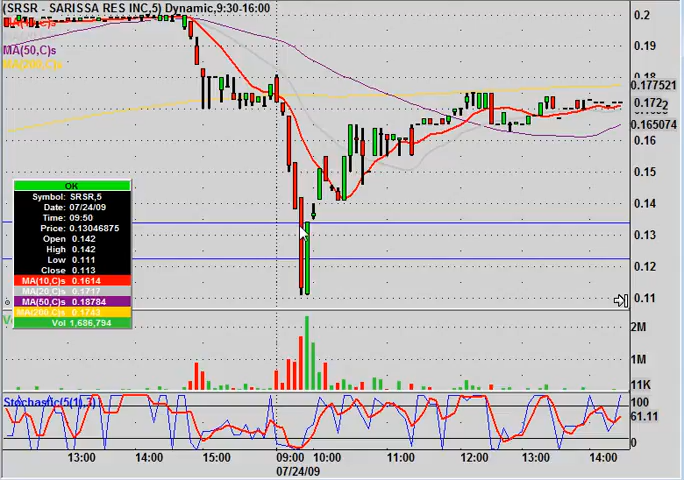 (SRSR - SARISSA RES INC,5) Dynamic,9:30-16:00
MA(50,C)s
MA(200,C)s
0.2
0.19
0.18
0.177521
0.172
0.165074
0.16
0.15
0.14
0.13
0.12
0.11
OK
Symbol: SRSR,5
Date: 07/24/09
Time: 09:50
Price: 0.13046875
Open 0.142
High 0.142
Low 0.111
Close 0.113
MA(10,C)s 0.1614
MA(20,C)s 0.1717
MA(50,C)s 0.18784
MA(200,C)s 0.1743
Vol 1,686,794
2M
1M
11K
100
61.11
0
13:00 14:00 15:00 09:00 10:00 11:00 12:00 13:00 14:00
07/24/09